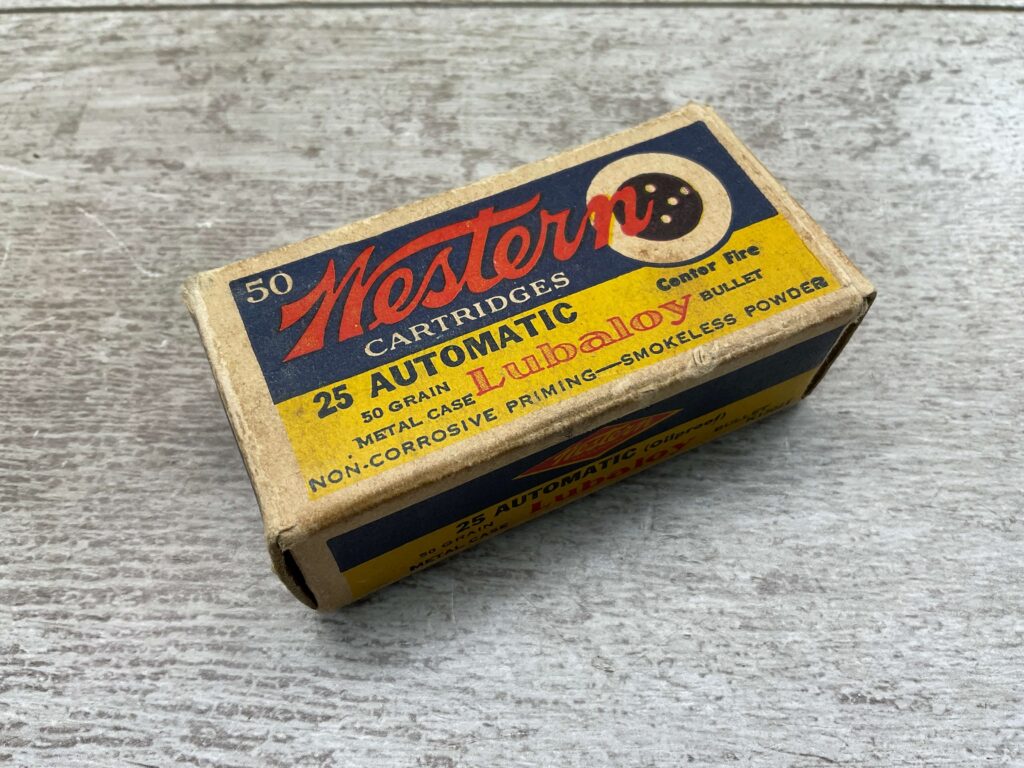 50 Western
CARTRIDGES
25 AUTOMATIC Center Fire
50 GRAIN
METAL CASE Lubaloy BULLET
NON-CORROSIVE PRIMING—SMOKELESS POWDER
Western
25 AUTOMATIC (Oilproof)
50 GRAIN
METAL CASE Lubaloy BULLET